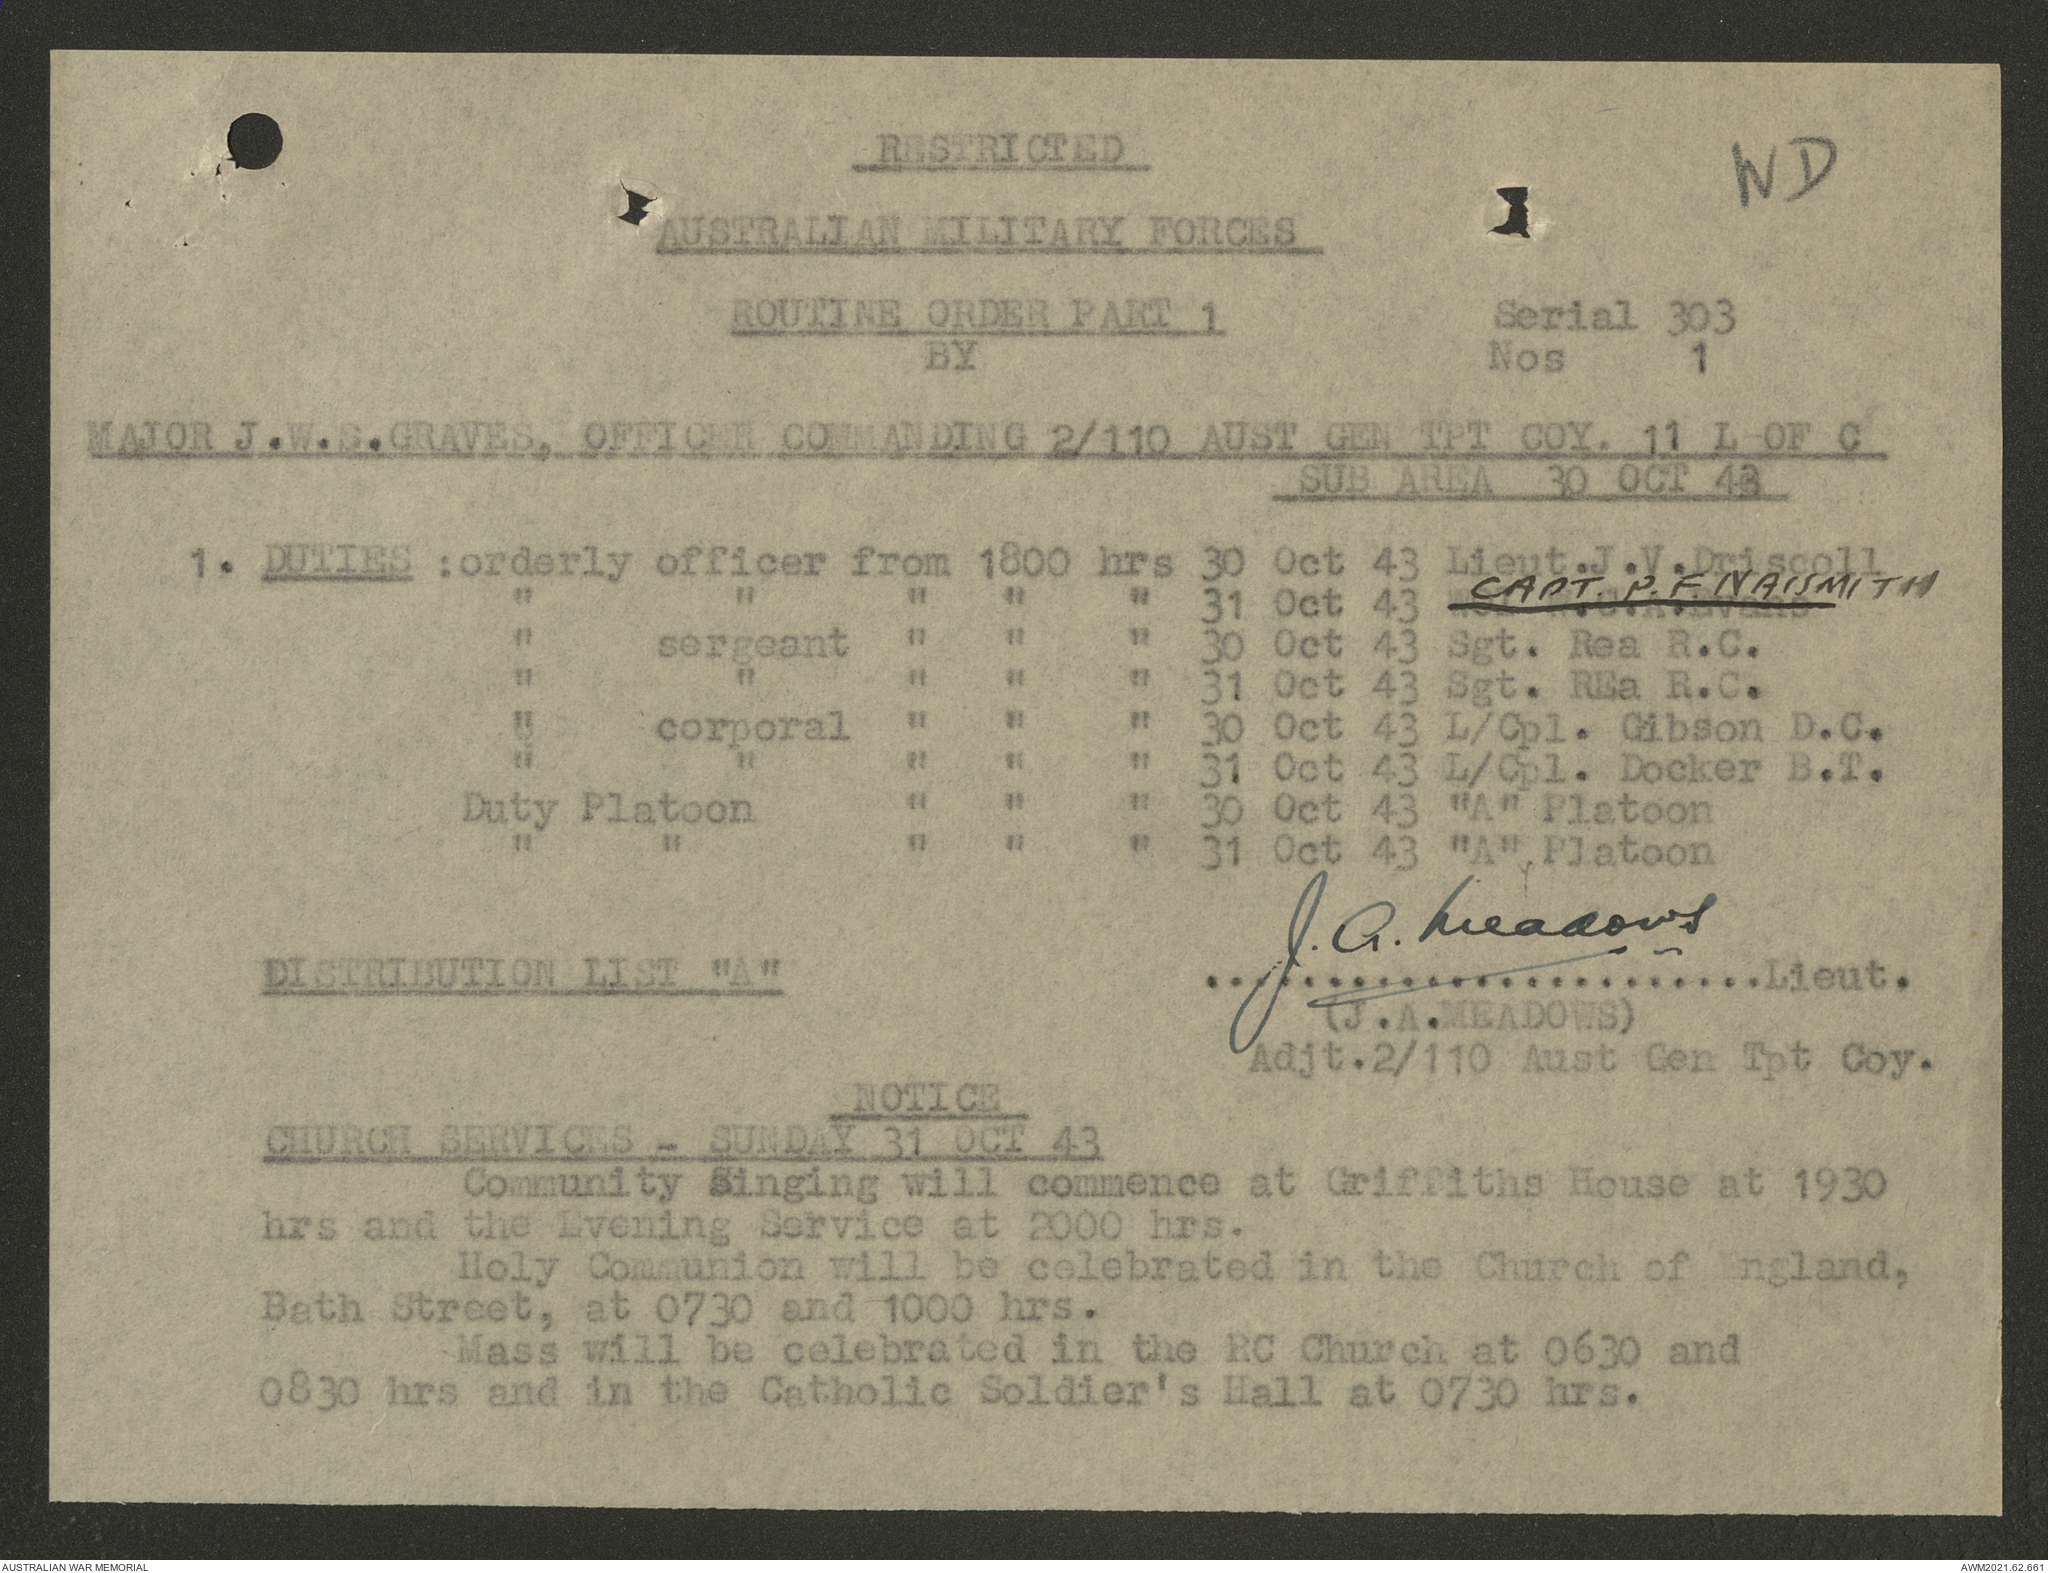 WD
RESTRICTED
AUSTRALIAN MILITARY FORCES
ROUTINE ORDER PART 1 Serial 303
BY Nos 1
MAJOR J.W.S.GRAVES, OFFICER COMMANDING 2/110 AUST GEN TPT COY. 11 L OF C
SUB AREA 30 OCT 43
1. DUTIES :orderly officer from 1800 hrs 30 Oct 43 Lieut.J.V.Driscoll
" " " " " 31 Oct 43 CAPT. P. F. NAISMITH
" sergeant " " " 30 Oct 43 Sgt. Rea R.C.
" " " " " 31 Oct 43 Sgt. REa R.C.
" corporal " " " 30 Oct 43 L/Cpl. Gibson D.C.
" " " " " 31 Oct 43 L/Cpl. Docker B.T.
Duty Platoon " " " 30 Oct 43 "A" Platoon
" " " " " 31 Oct 43 "A" Platoon
J. A. Meadows
DISTRIBUTION LIST "A" .......................Lieut.
(J.A.MEADOWS)
Adjt.2/110 Aust Gen Tpt Coy.
NOTICE
CHURCH SERVICES - SUNDAY 31 OCT 43
Community Singing will commence at Griffiths House at 1930
hrs and the Evening Service at 2000 hrs.
Holy Communion will be celebrated in the Church of England,
Bath Street, at 0730 and 1000 hrs.
Mass will be celebrated in the RC Church at 0630 and
0830 hrs and in the Catholic Soldier's Hall at 0730 hrs.
AUSTRALIAN WAR MEMORIAL AWM2021.62.661